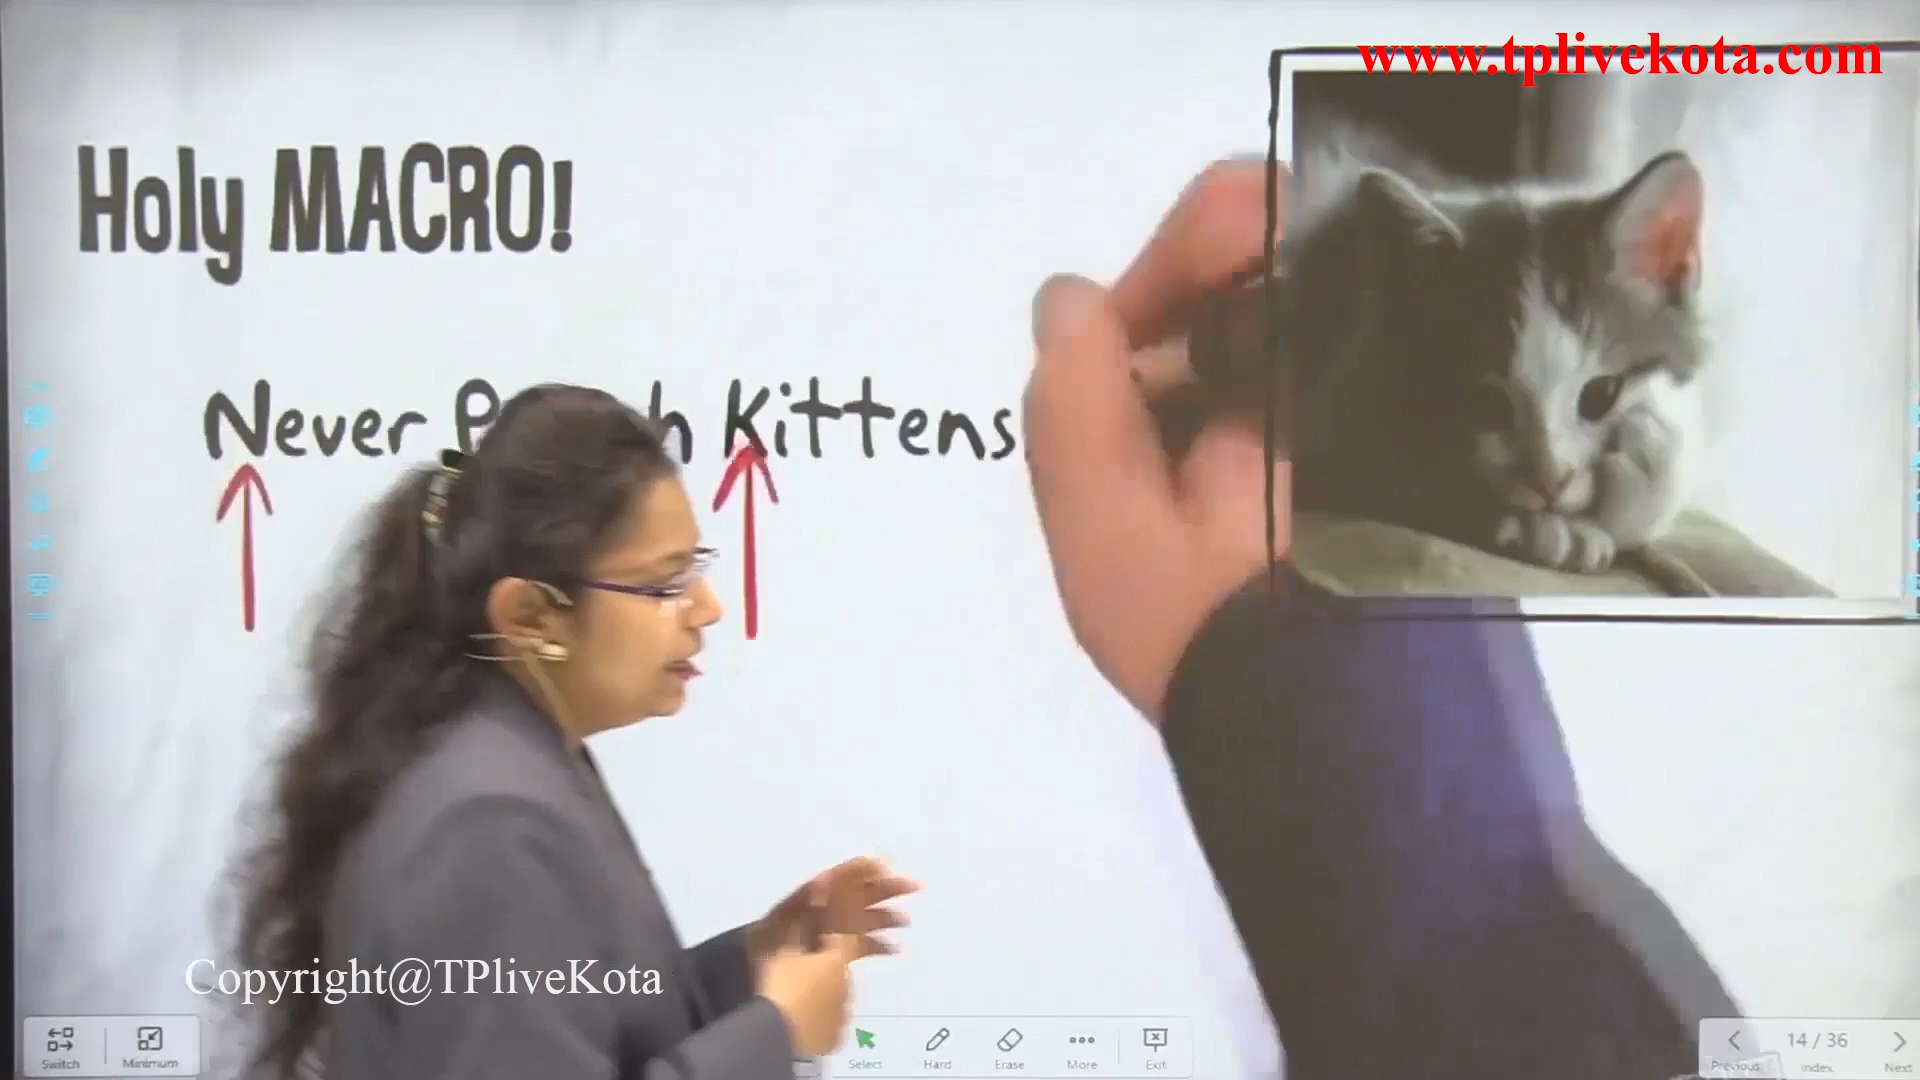 www.tplivekota.com
Holy MACRO!
Never Kittens
Copyright@TPliveKota
Switch
Minimum
Select
Hard
Erase
More
Exit
14 / 36
Previous
Index
Next